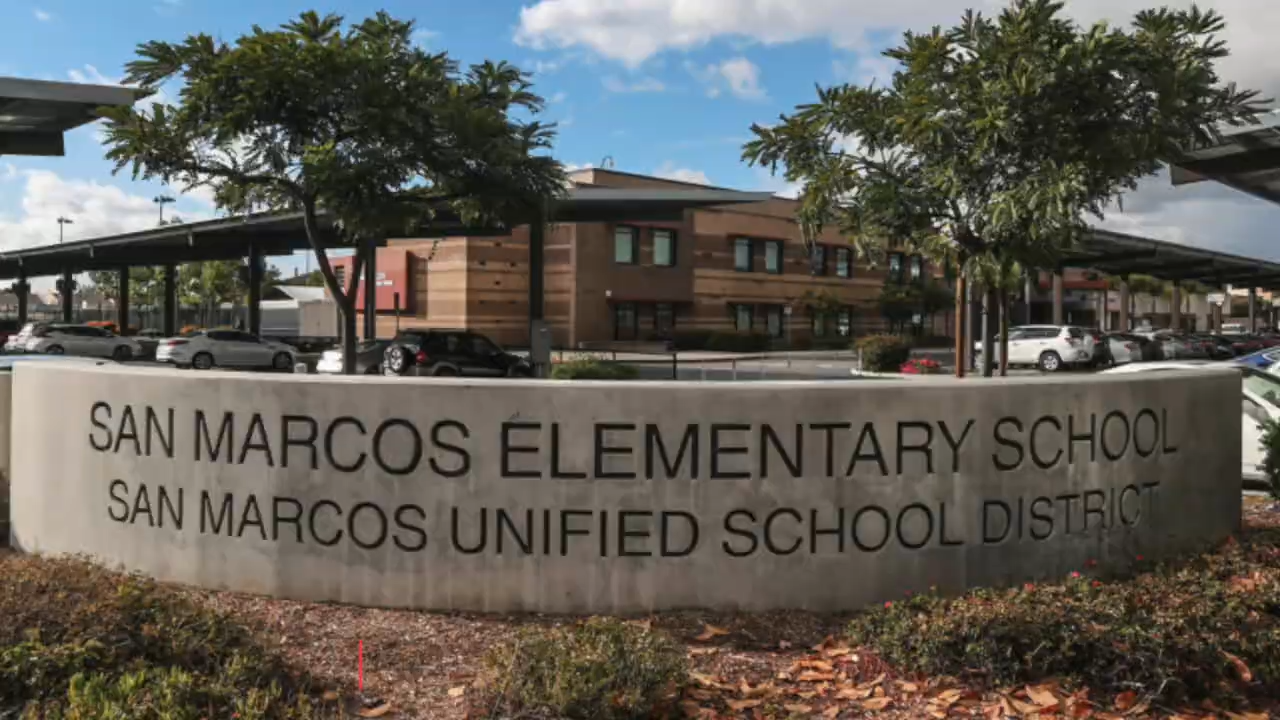 SAN MARCOS ELEMENTARY SCHOOL
SAN MARCOS UNIFIED SCHOOL DISTRICT